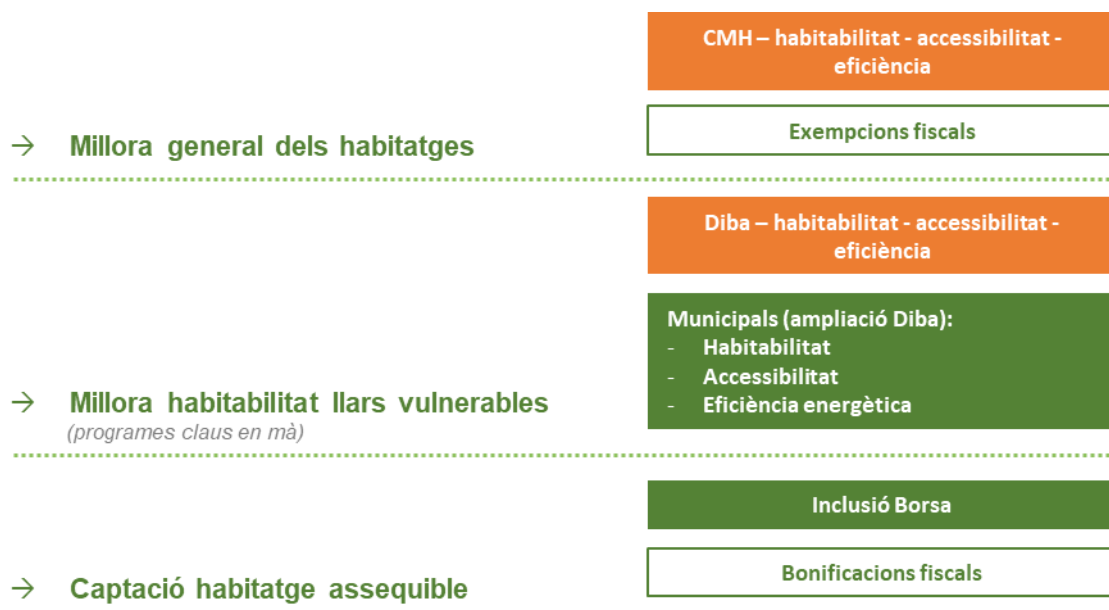 CMH – habitabilitat - accessibilitat -
eficiència
Exempcions fiscals
→ Millora general dels habitatges
Diba – habitabilitat - accessibilitat -
eficiència
Municipals (ampliació Diba):
- Habitabilitat
- Accessibilitat
- Eficiència energètica
→ Millora habitabilitat llars vulnerables
(programes claus en mà)
Inclusió Borsa
Bonificacions fiscals
→ Captació habitatge assequible